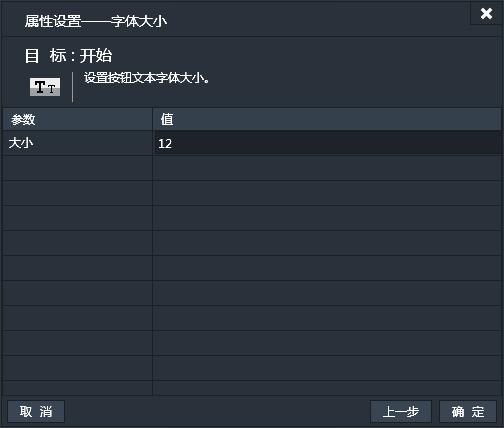 属性设置——字体大小
目 标 : 开始
TT
设置按钮文本字体大小。
参数 值
大小 12
取 消 上一步 确 定